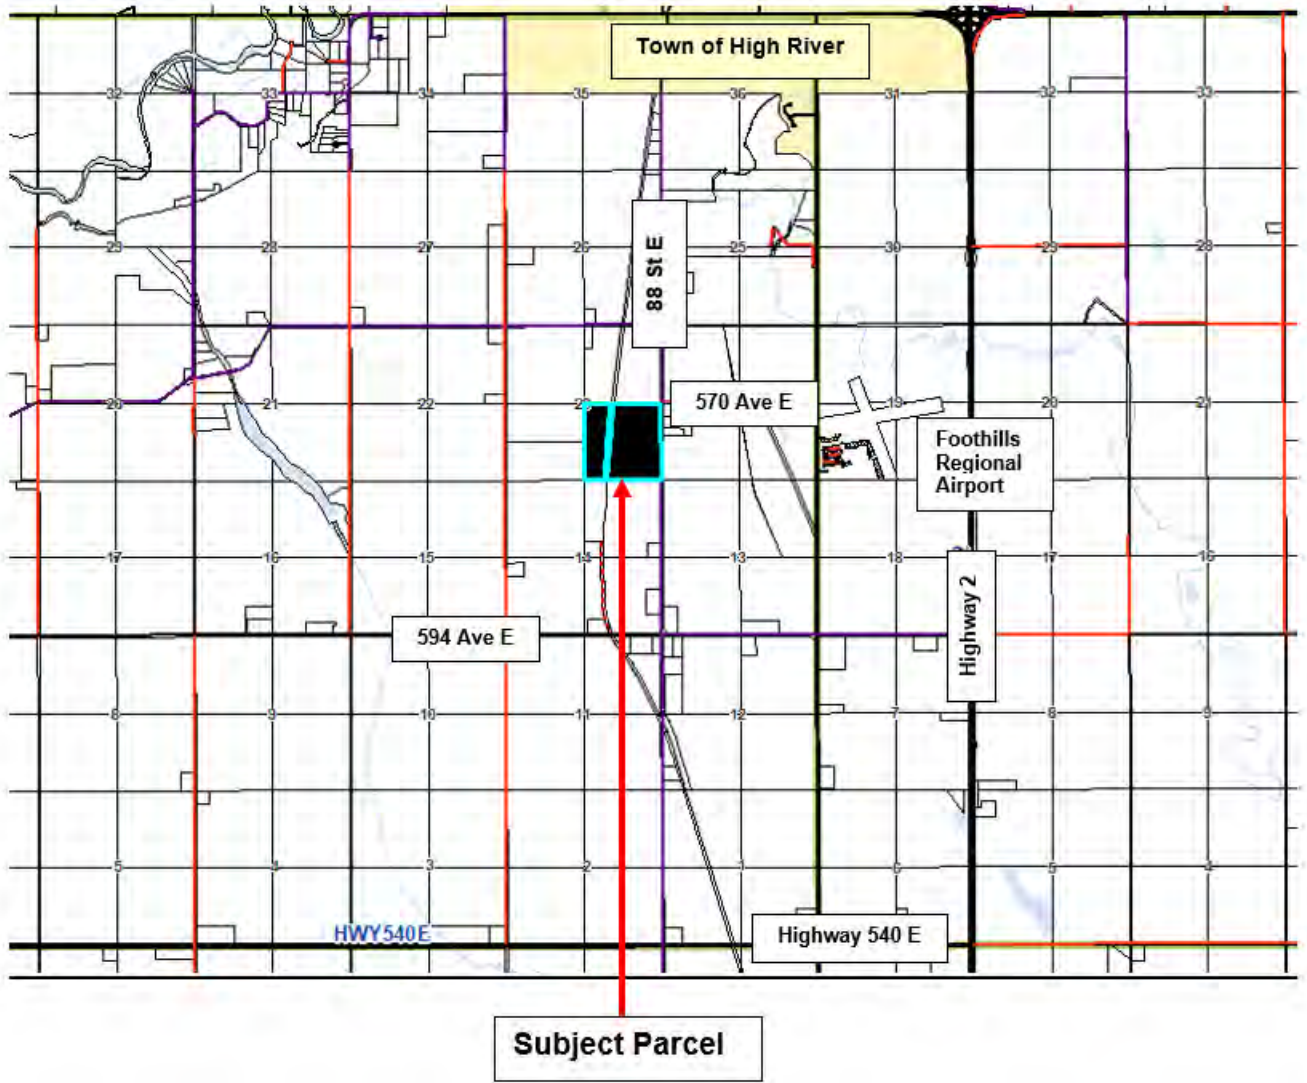 Town of High River
32 33 34 35 36 31 32 33
88 St E
29 28 27 26 25 30 29 28
570 Ave E
20 21 22 23 19 20 21
Foothills
Regional
Airport
17 16 15 14 13 18 17 16
594 Ave E
Highway 2
8 9 10 11 12 7 8 9
5 4 3 2 1 6 5 4
HWY540E
Highway 540 E
Subject Parcel